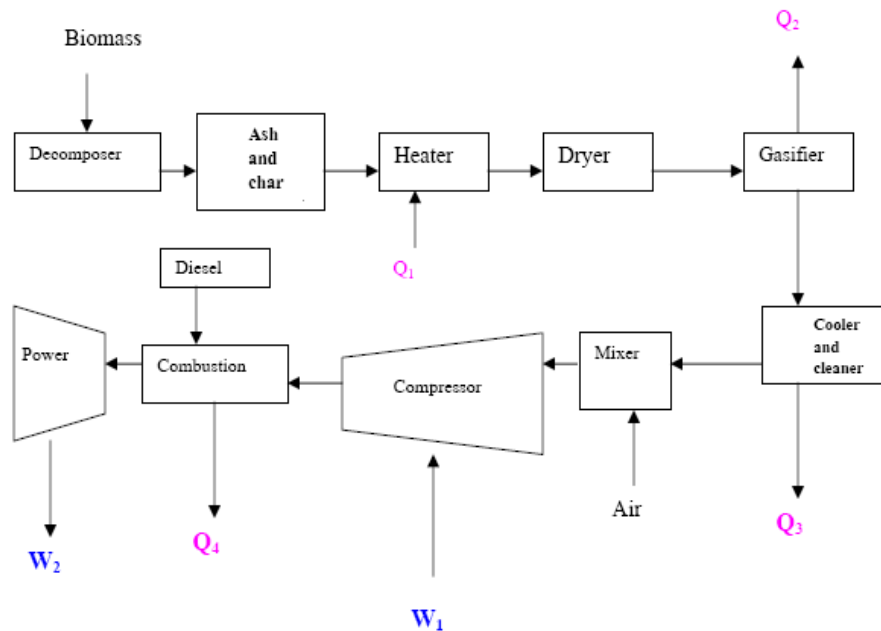 Biomass
Q₂
Decomposer
Ash
and
char
Heater
Dryer
Gasifier
Q₁
Diesel
Power
Combustion
Compressor
Mixer
Cooler
and
cleaner
Air
W₂
Q₄
Q₃
W₁